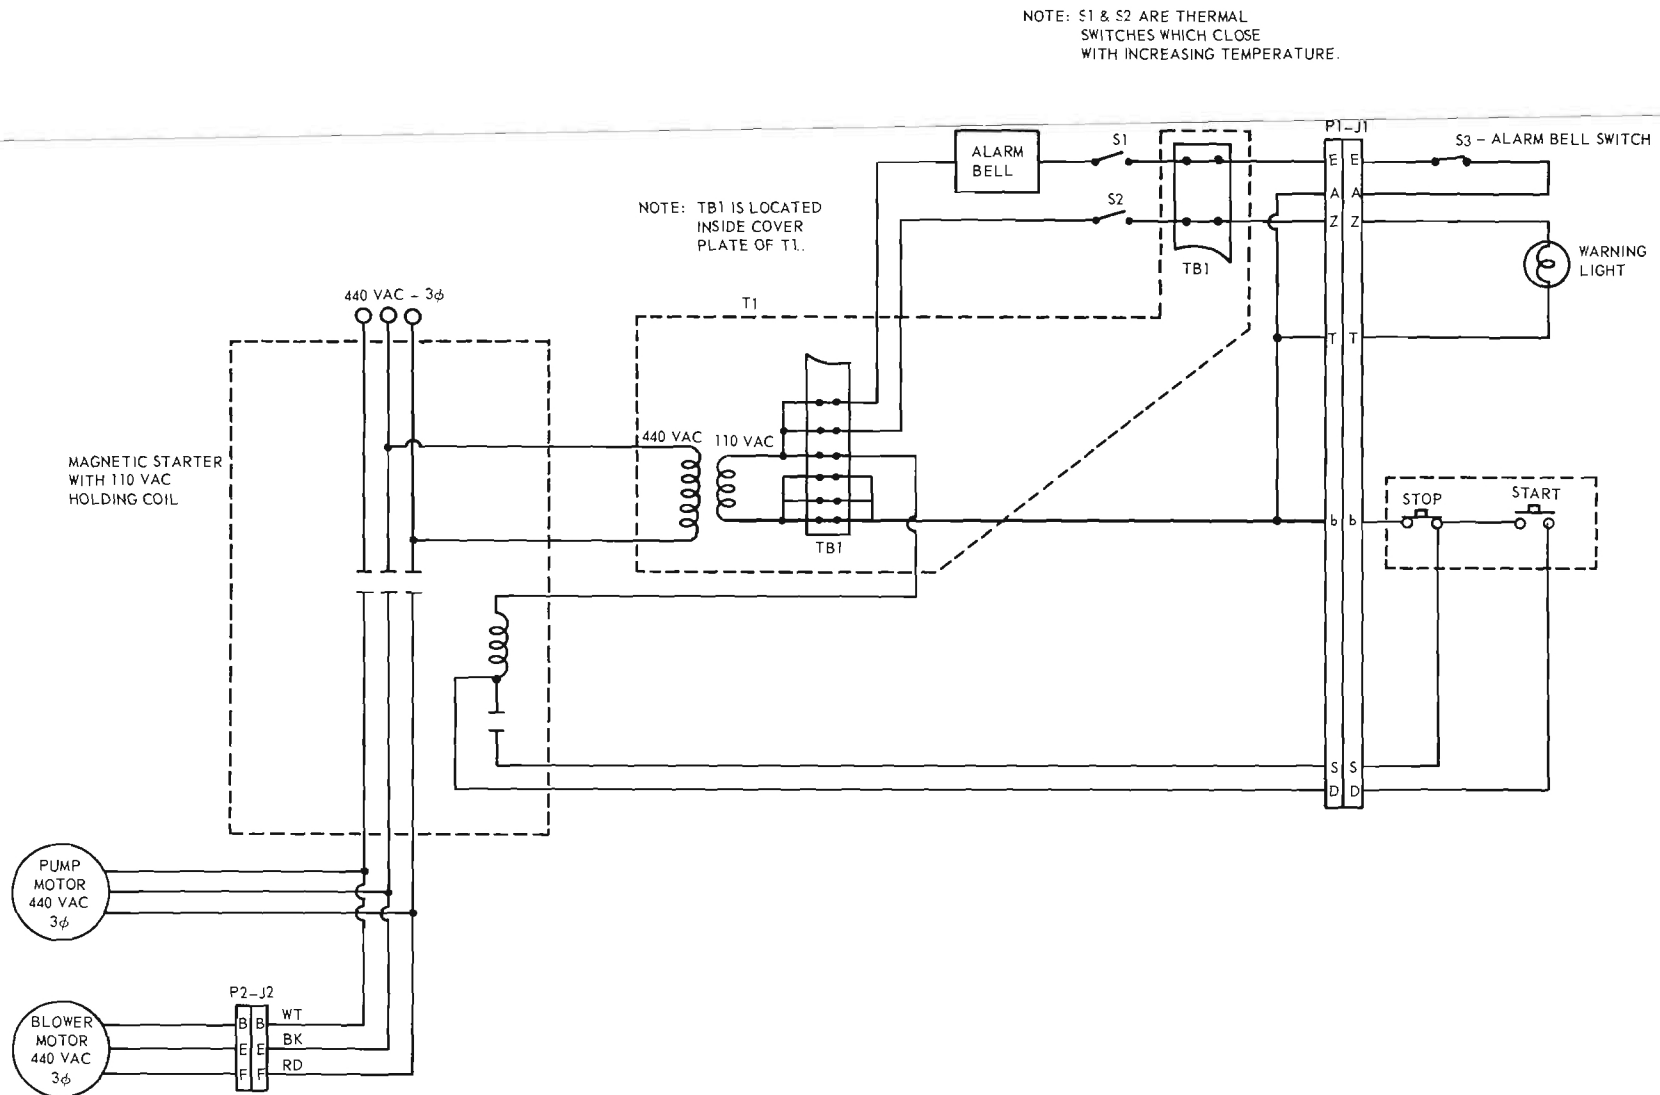 NOTE: S1 & S2 ARE THERMAL
SWITCHES WHICH CLOSE
WITH INCREASING TEMPERATURE.
P1-J1
S3 - ALARM BELL SWITCH
ALARM
BELL
S1
E E
A A
NOTE: TB1 IS LOCATED
INSIDE COVER
PLATE OF T1.
S2
Z Z
TB1
WARNING
LIGHT
440 VAC - 3ϕ
T1
T T
440 VAC
110 VAC
MAGNETIC STARTER
WITH 110 VAC
HOLDING COIL
STOP
START
b b
TB1
S S
D D
PUMP
MOTOR
440 VAC
3ϕ
P2-J2
BLOWER
MOTOR
440 VAC
3ϕ
B B WT
E E BK
F F RD